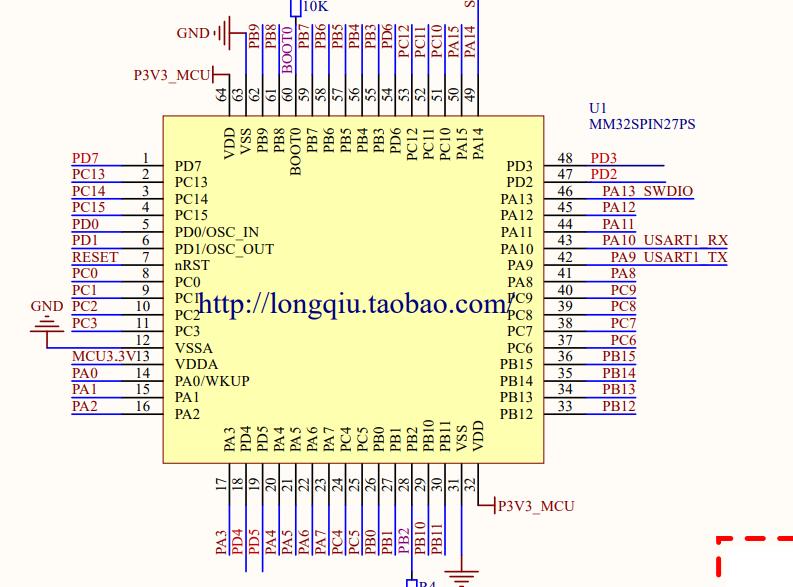 10K
S
GND
PB9
PB8
BOOT0
PB7
PB6
PB5
PB4
PB3
PD6
PC12
PC11
PC10
PA15
PA14
P3V3_MCU
64
63
62
61
60
59
58
57
56
55
54
53
52
51
50
49
U1
MM32SPIN27PS
VDD
VSS
PB9
PB8
BOOT0
PB7
PB6
PB5
PB4
PB3
PD6
PC12
PC11
PC10
PA15
PA14
PD7 1 PD7
PC13 2 PC13
PC14 3 PC14
PC15 4 PC15
PD0 5 PD0/OSC_IN
PD1 6 PD1/OSC_OUT
RESET 7 nRST
PC0 8 PC0
PC1 9 PC1
PC2 10 PC2
PC3 11 PC3
GND
12 VSSA
MCU3.3V 13 VDDA
PA0 14 PA0/WKUP
PA1 15 PA1
PA2 16 PA2
http://longqiu.taobao.com/
PD3 48 PD3
PD2 47 PD2
PA13 46 PA13 SWDIO
PA12 45 PA12
PA11 44 PA11
PA10 43 PA10 USART1_RX
PA9 42 PA9 USART1_TX
PA8 41 PA8
PC9 40 PC9
PC8 39 PC8
PC7 38 PC7
PC6 37 PC6
PB15 36 PB15
PB14 35 PB14
PB13 34 PB13
PB12 33 PB12
PA3
PD4
PD5
PA4
PA5
PA6
PA7
PC4
PC5
PB0
PB1
PB2
PB10
PB11
VSS
VDD
17
18
19
20
21
22
23
24
25
26
27
28
29
30
31
32
P3V3_MCU
PA3
PD4
PD5
PA4
PA5
PA6
PA7
PC4
PC5
PB0
PB1
PB2
PB10
PB11
R4